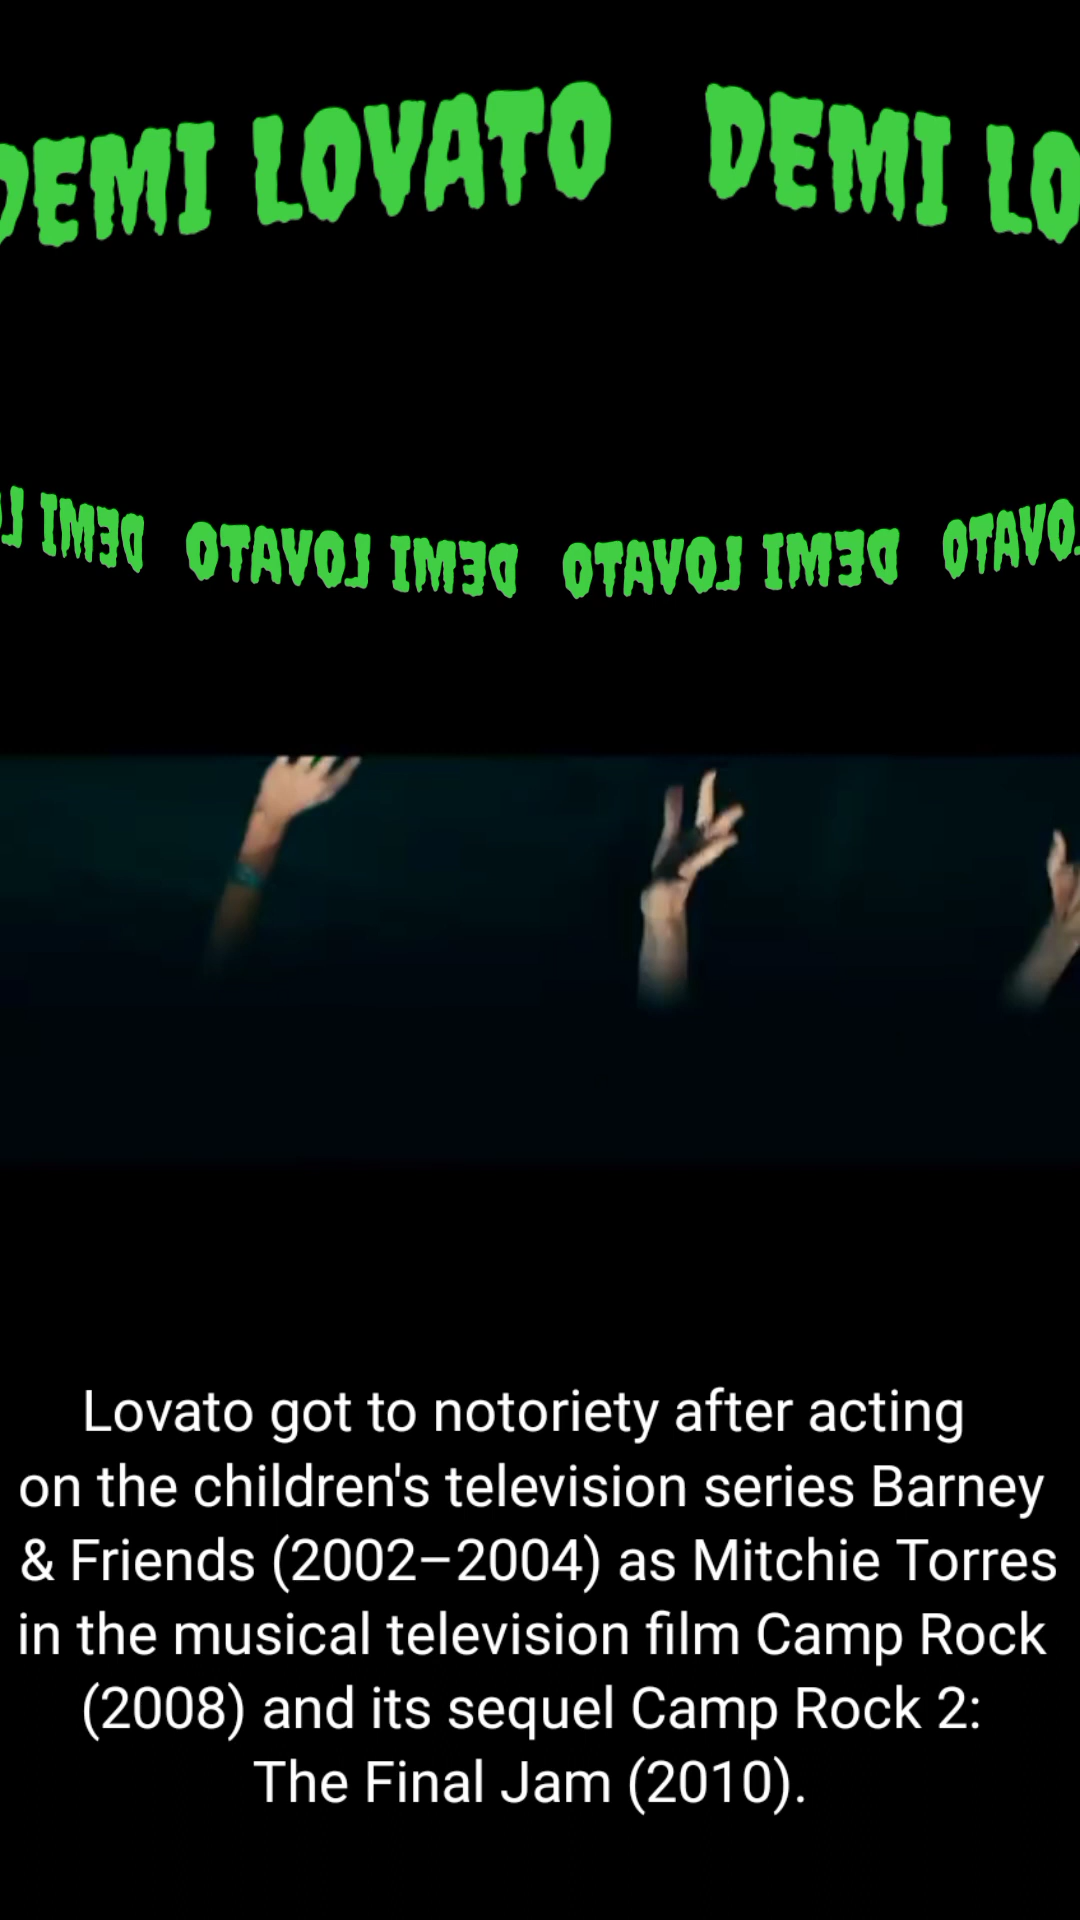 DEMI LOVATO DEMI LO
DEMI LOVATO DEMI LOVATO OVATO
Lovato got to notoriety after acting
on the children's television series Barney
& Friends (2002–2004) as Mitchie Torres
in the musical television film Camp Rock
(2008) and its sequel Camp Rock 2:
The Final Jam (2010).